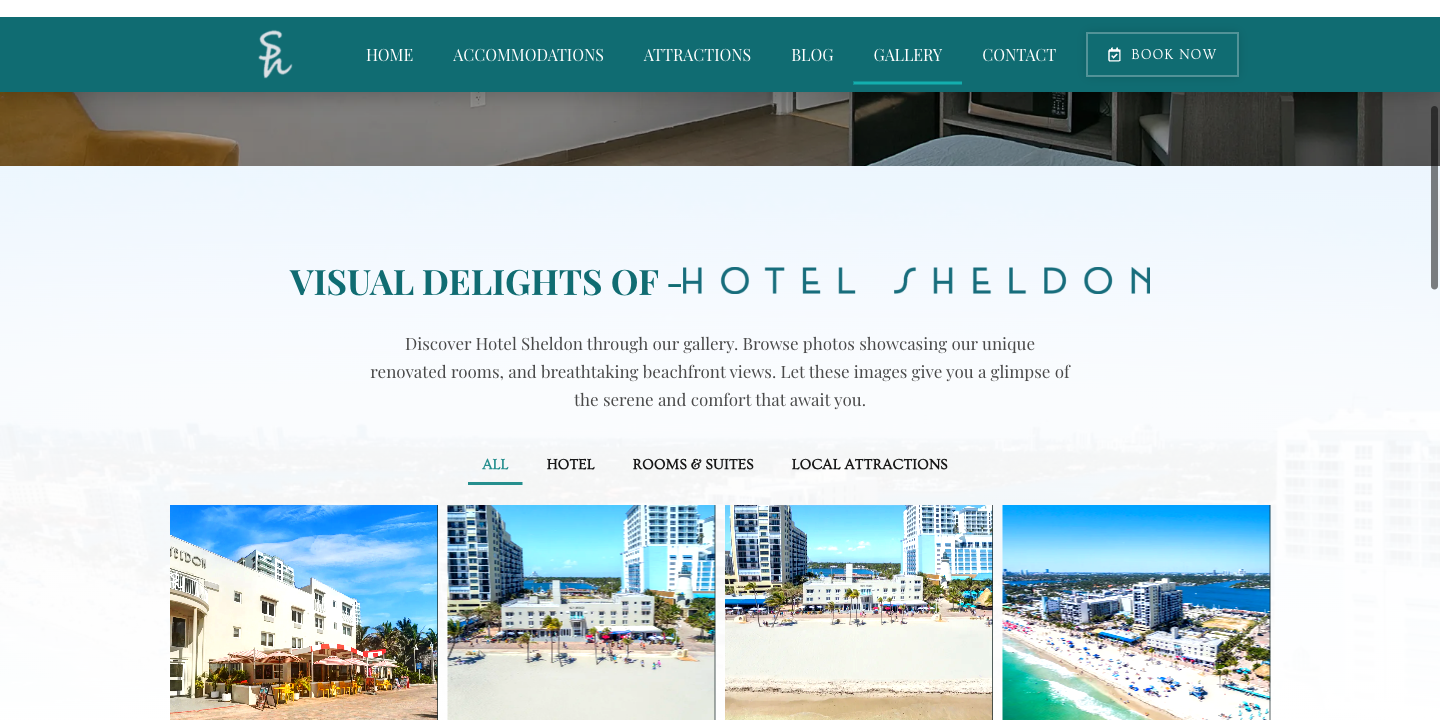 Sh
HOME ACCOMMODATIONS ATTRACTIONS BLOG GALLERY CONTACT BOOK NOW
VISUAL DELIGHTS OF - HOTEL SHELDON
Discover Hotel Sheldon through our gallery. Browse photos showcasing our unique
renovated rooms, and breathtaking beachfront views. Let these images give you a glimpse of
the serene and comfort that await you.
ALL HOTEL ROOMS & SUITES LOCAL ATTRACTIONS